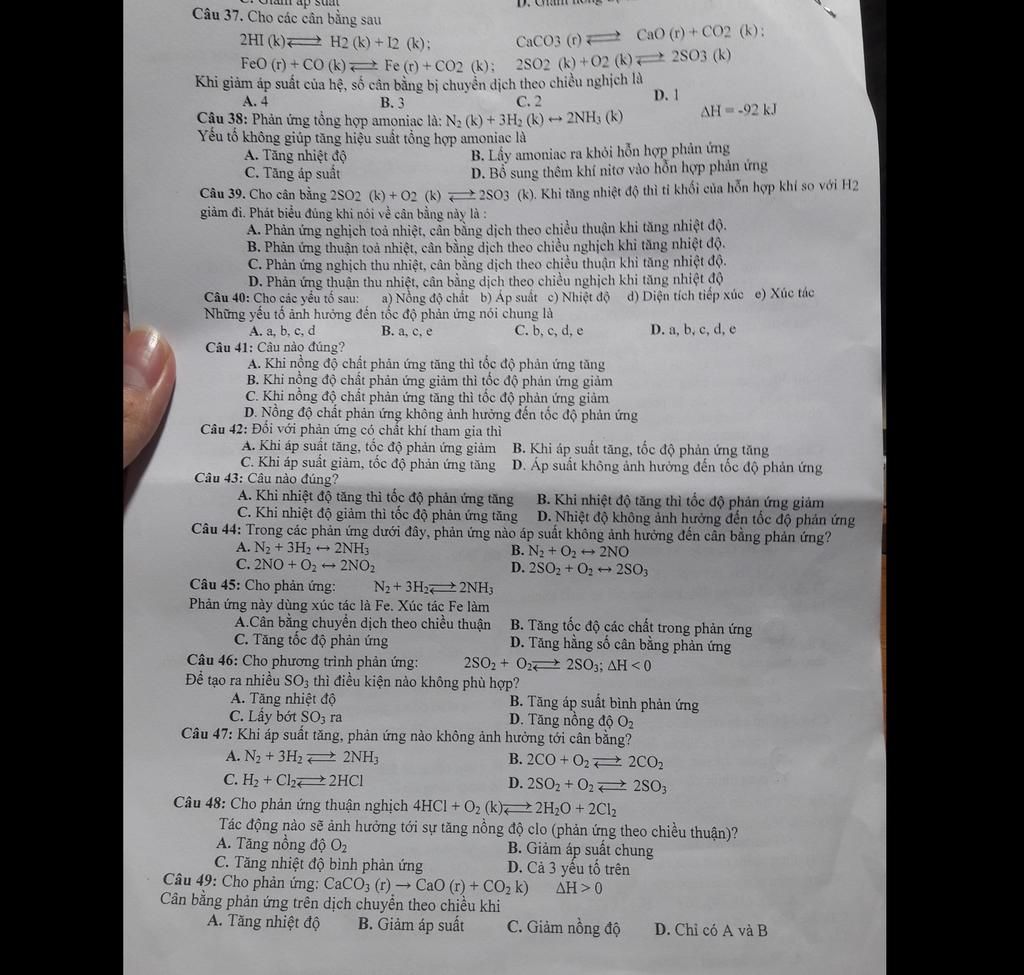 C. Giảm áp suất
Câu 37. Cho các cân bằng sau
2HI (k) ⇌ H2 (k) + I2 (k); CaCO3 (r) ⇌ CaO (r) + CO2 (k);
FeO (r) + CO (k) ⇌ Fe (r) + CO2 (k); 2SO2 (k) + O2 (k) ⇌ 2SO3 (k)
Khi giảm áp suất của hệ, số cân bằng bị chuyển dịch theo chiều nghịch là
A. 4 B. 3 C. 2 D. 1
Câu 38: Phản ứng tổng hợp amoniac là: N₂ (k) + 3H₂ (k) ↔ 2NH₃ (k) ΔH = -92 kJ
Yếu tố không giúp tăng hiệu suất tổng hợp amoniac là
A. Tăng nhiệt độ B. Lấy amoniac ra khỏi hỗn hợp phản ứng
C. Tăng áp suất D. Bổ sung thêm khí nitơ vào hỗn hợp phản ứng
Câu 39. Cho cân bằng 2SO2 (k) + O2 (k) ⇌ 2SO3 (k). Khi tăng nhiệt độ thì tỉ khối của hỗn hợp khí so với H2
giảm đi. Phát biểu đúng khi nói về cân bằng này là :
A. Phản ứng nghịch toả nhiệt, cân bằng dịch theo chiều thuận khi tăng nhiệt độ.
B. Phản ứng thuận toả nhiệt, cân bằng dịch theo chiều nghịch khi tăng nhiệt độ.
C. Phản ứng nghịch thu nhiệt, cân bằng dịch theo chiều thuận khi tăng nhiệt độ.
D. Phản ứng thuận thu nhiệt, cân bằng dịch theo chiều nghịch khi tăng nhiệt độ
Câu 40: Cho các yếu tố sau: a) Nồng độ chất b) Áp suất c) Nhiệt độ d) Diện tích tiếp xúc e) Xúc tác
Những yếu tố ảnh hưởng đến tốc độ phản ứng nói chung là
A. a, b, c, d B. a, c, e C. b, c, d, e D. a, b, c, d, e
Câu 41: Câu nào đúng?
A. Khi nồng độ chất phản ứng tăng thì tốc độ phản ứng tăng
B. Khi nồng độ chất phản ứng giảm thì tốc độ phản ứng giảm
C. Khi nồng độ chất phản ứng tăng thì tốc độ phản ứng giảm
D. Nồng độ chất phản ứng không ảnh hưởng đến tốc độ phản ứng
Câu 42: Đối với phản ứng có chất khí tham gia thì
A. Khi áp suất tăng, tốc độ phản ứng giảm B. Khi áp suất tăng, tốc độ phản ứng tăng
C. Khi áp suất giảm, tốc độ phản ứng tăng D. Áp suất không ảnh hưởng đến tốc độ phản ứng
Câu 43: Câu nào đúng?
A. Khi nhiệt độ tăng thì tốc độ phản ứng tăng B. Khi nhiệt độ tăng thì tốc độ phản ứng giảm
C. Khi nhiệt độ giảm thì tốc độ phản ứng tăng D. Nhiệt độ không ảnh hưởng đến tốc độ phản ứng
Câu 44: Trong các phản ứng dưới đây, phản ứng nào áp suất không ảnh hưởng đến cân bằng phản ứng?
A. N₂ + 3H₂ ↔ 2NH₃ B. N₂ + O₂ ↔ 2NO
C. 2NO + O₂ ↔ 2NO₂ D. 2SO₂ + O₂ ↔ 2SO₃
Câu 45: Cho phản ứng: N₂ + 3H₂ ⇌ 2NH₃
Phản ứng này dùng xúc tác là Fe. Xúc tác Fe làm
A.Cân bằng chuyển dịch theo chiều thuận B. Tăng tốc độ các chất trong phản ứng
C. Tăng tốc độ phản ứng D. Tăng hằng số cân bằng phản ứng
Câu 46: Cho phương trình phản ứng: 2SO₂ + O₂ ⇌ 2SO₃; ΔH < 0
Để tạo ra nhiều SO₃ thì điều kiện nào không phù hợp?
A. Tăng nhiệt độ B. Tăng áp suất bình phản ứng
C. Lấy bớt SO₃ ra D. Tăng nồng độ O₂
Câu 47: Khi áp suất tăng, phản ứng nào không ảnh hưởng tới cân bằng?
A. N₂ + 3H₂ ⇌ 2NH₃ B. 2CO + O₂ ⇌ 2CO₂
C. H₂ + Cl₂ ⇌ 2HCl D. 2SO₂ + O₂ ⇌ 2SO₃
Câu 48: Cho phản ứng thuận nghịch 4HCl + O₂ (k) ⇌ 2H₂O + 2Cl₂
Tác động nào sẽ ảnh hưởng tới sự tăng nồng độ clo (phản ứng theo chiều thuận)?
A. Tăng nồng độ O₂ B. Giảm áp suất chung
C. Tăng nhiệt độ bình phản ứng D. Cả 3 yếu tố trên
Câu 49: Cho phản ứng: CaCO₃ (r) → CaO (r) + CO₂ k) ΔH > 0
Cân bằng phản ứng trên dịch chuyển theo chiều khi
A. Tăng nhiệt độ B. Giảm áp suất C. Giảm nồng độ D. Chỉ có A và B